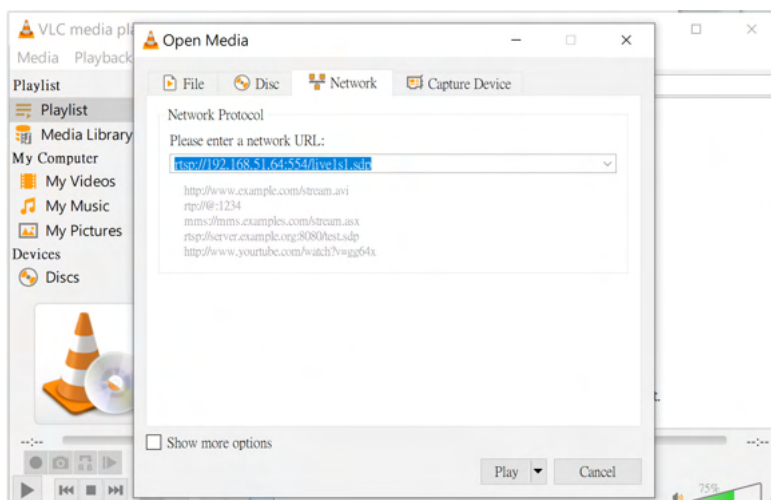 VLC media pla
Open Media
Media Playback
File Disc Network Capture Device
Playlist
Playlist
Media Library
My Computer
My Videos
My Music
My Pictures
Devices
Discs
Network Protocol
Please enter a network URL:
rtsp://192.168.51.64:554/live1s1.sdp
http://www.example.com/stream.avi
rtp://@:1234
mms://mms.examples.com/stream.asx
rtsp://server.example.org:8080/test.sdp
http://www.yourtube.com/watch?v=gg64x
t.
--:--
--:--
Show more options
Play Cancel
75%